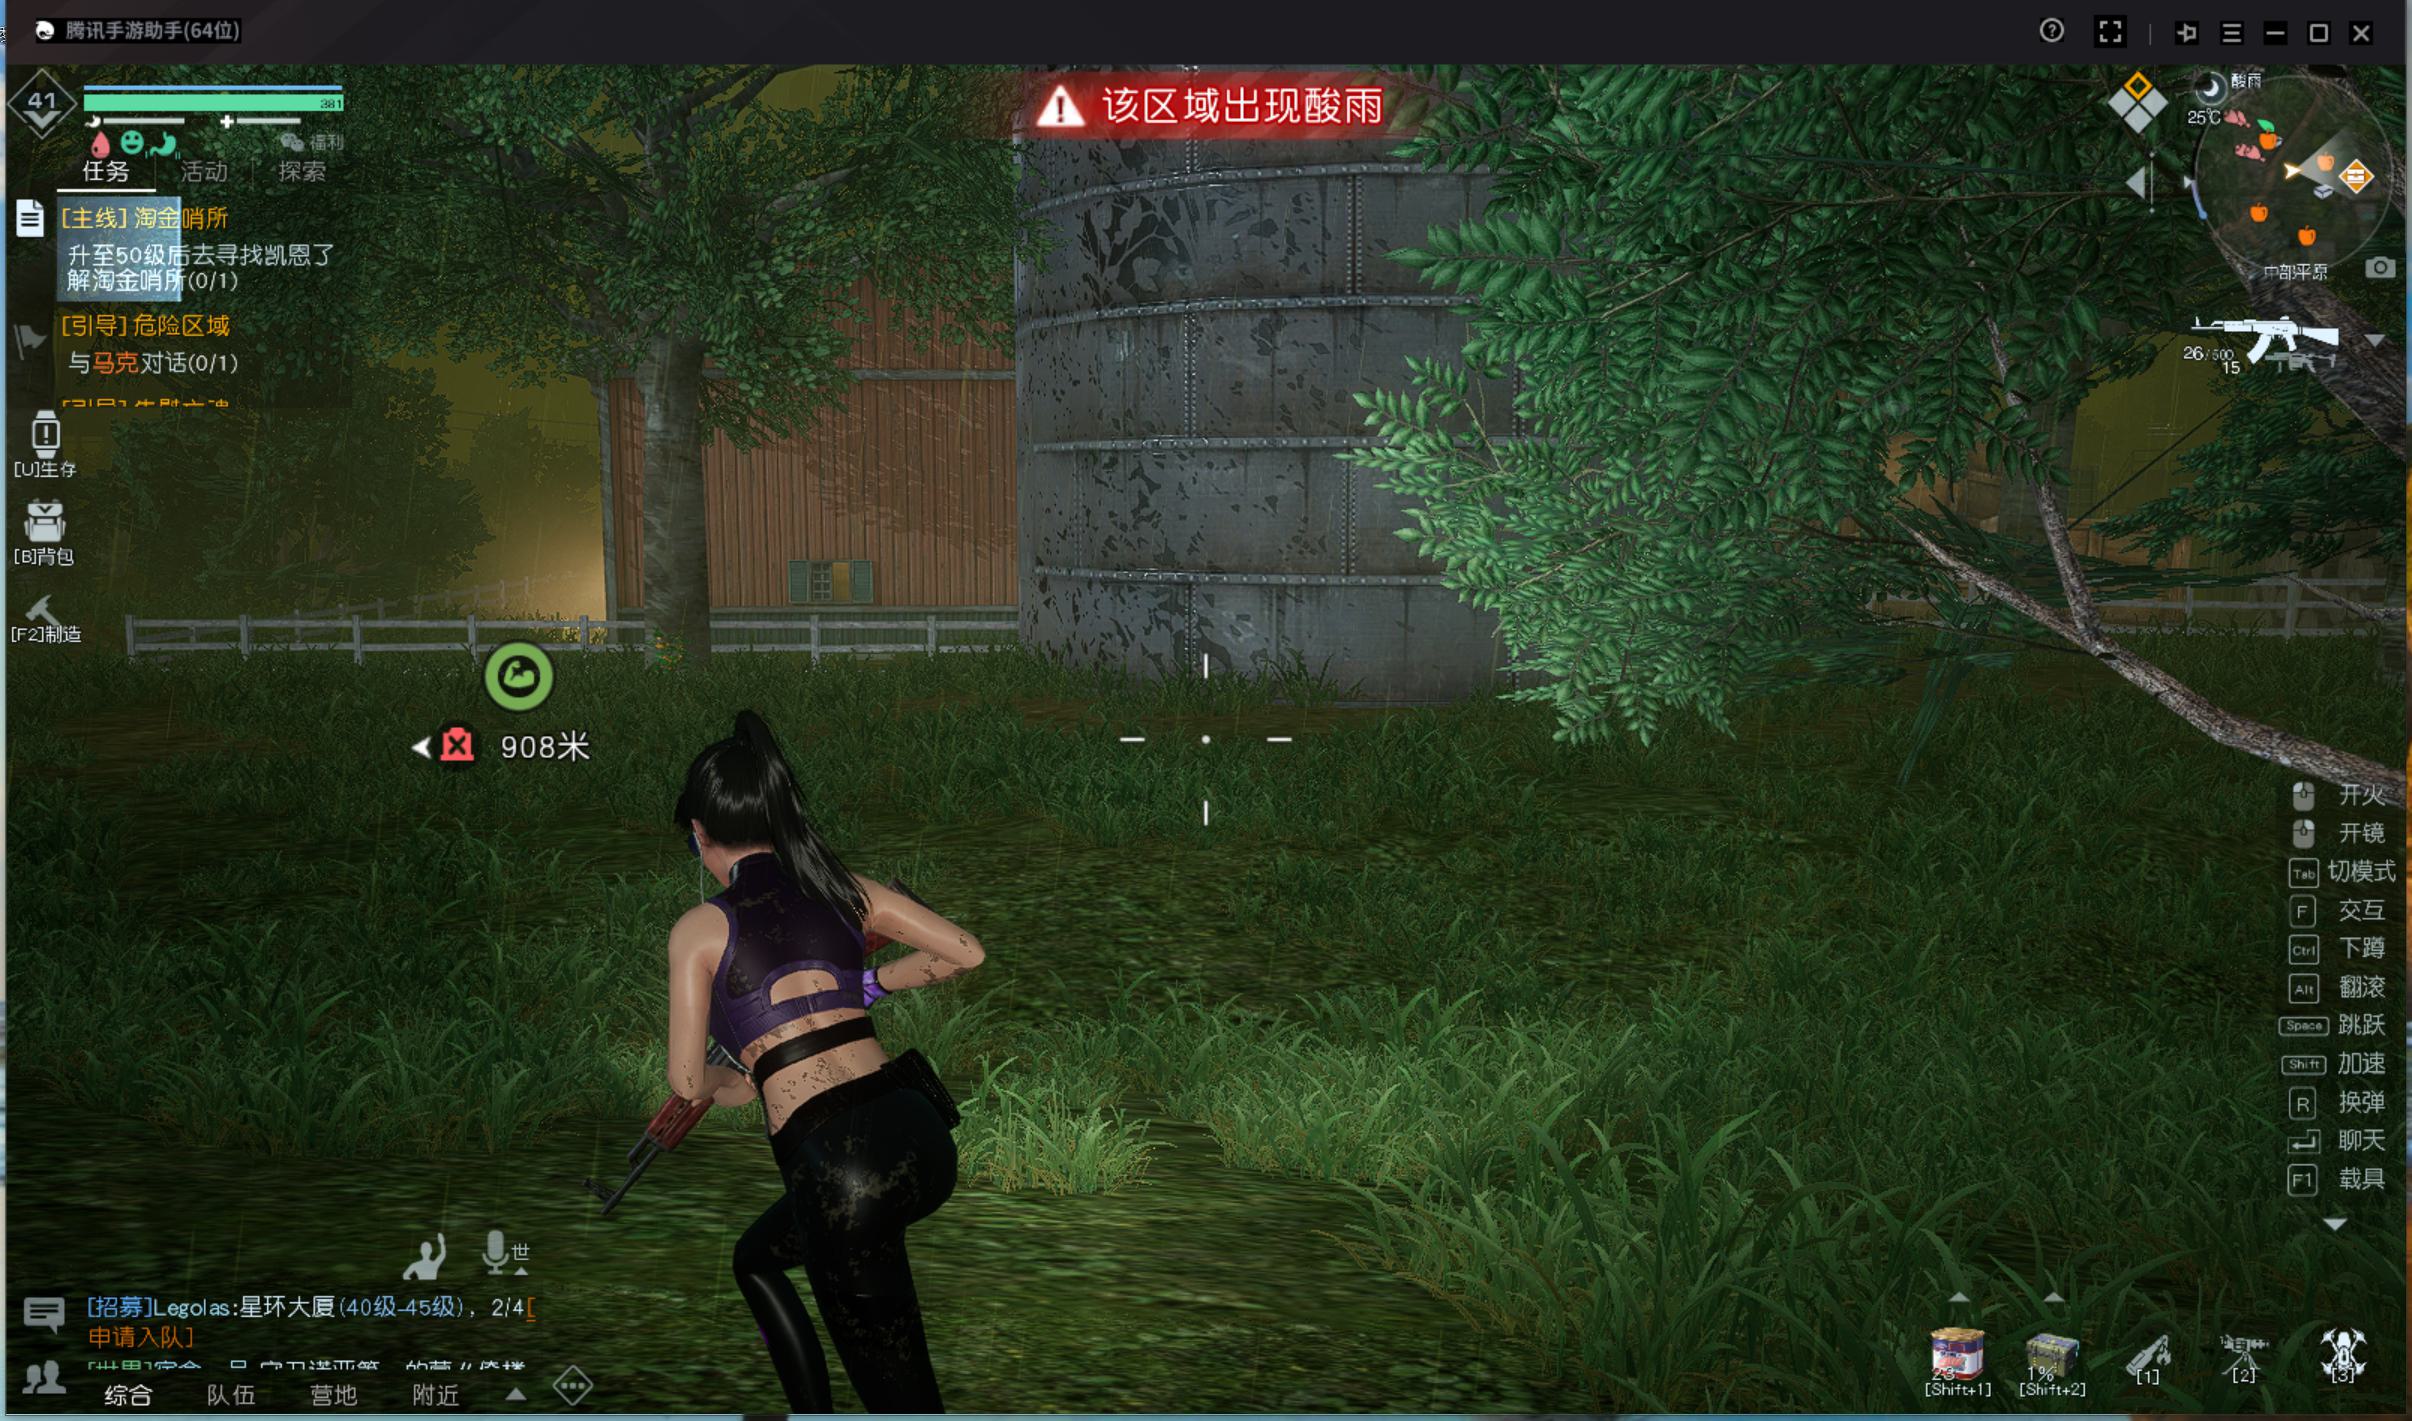 腾讯手游助手(64位)
41
381
福利
任务 活动 探索
[主线] 淘金哨所
升至50级后去寻找凯恩了
解淘金哨所(0/1)
[引导] 危险区域
与马克对话(0/1)
[U]生存
[B]背包
[F2]制造
该区域出现酸雨
酸雨
25℃
中部平原
26/500
15
908米
开火
开镜
Tab 切模式
F 交互
Ctrl 下蹲
Alt 翻滚
Space 跳跃
Shift 加速
R 换弹
聊天
F1 载具
世
[招募]Legolas:星环大厦(40级-45级)，2/4[
申请入队]
综合 队伍 营地 附近
23
[Shift+1]
1%
[Shift+2]
[1]
[2]
[3]